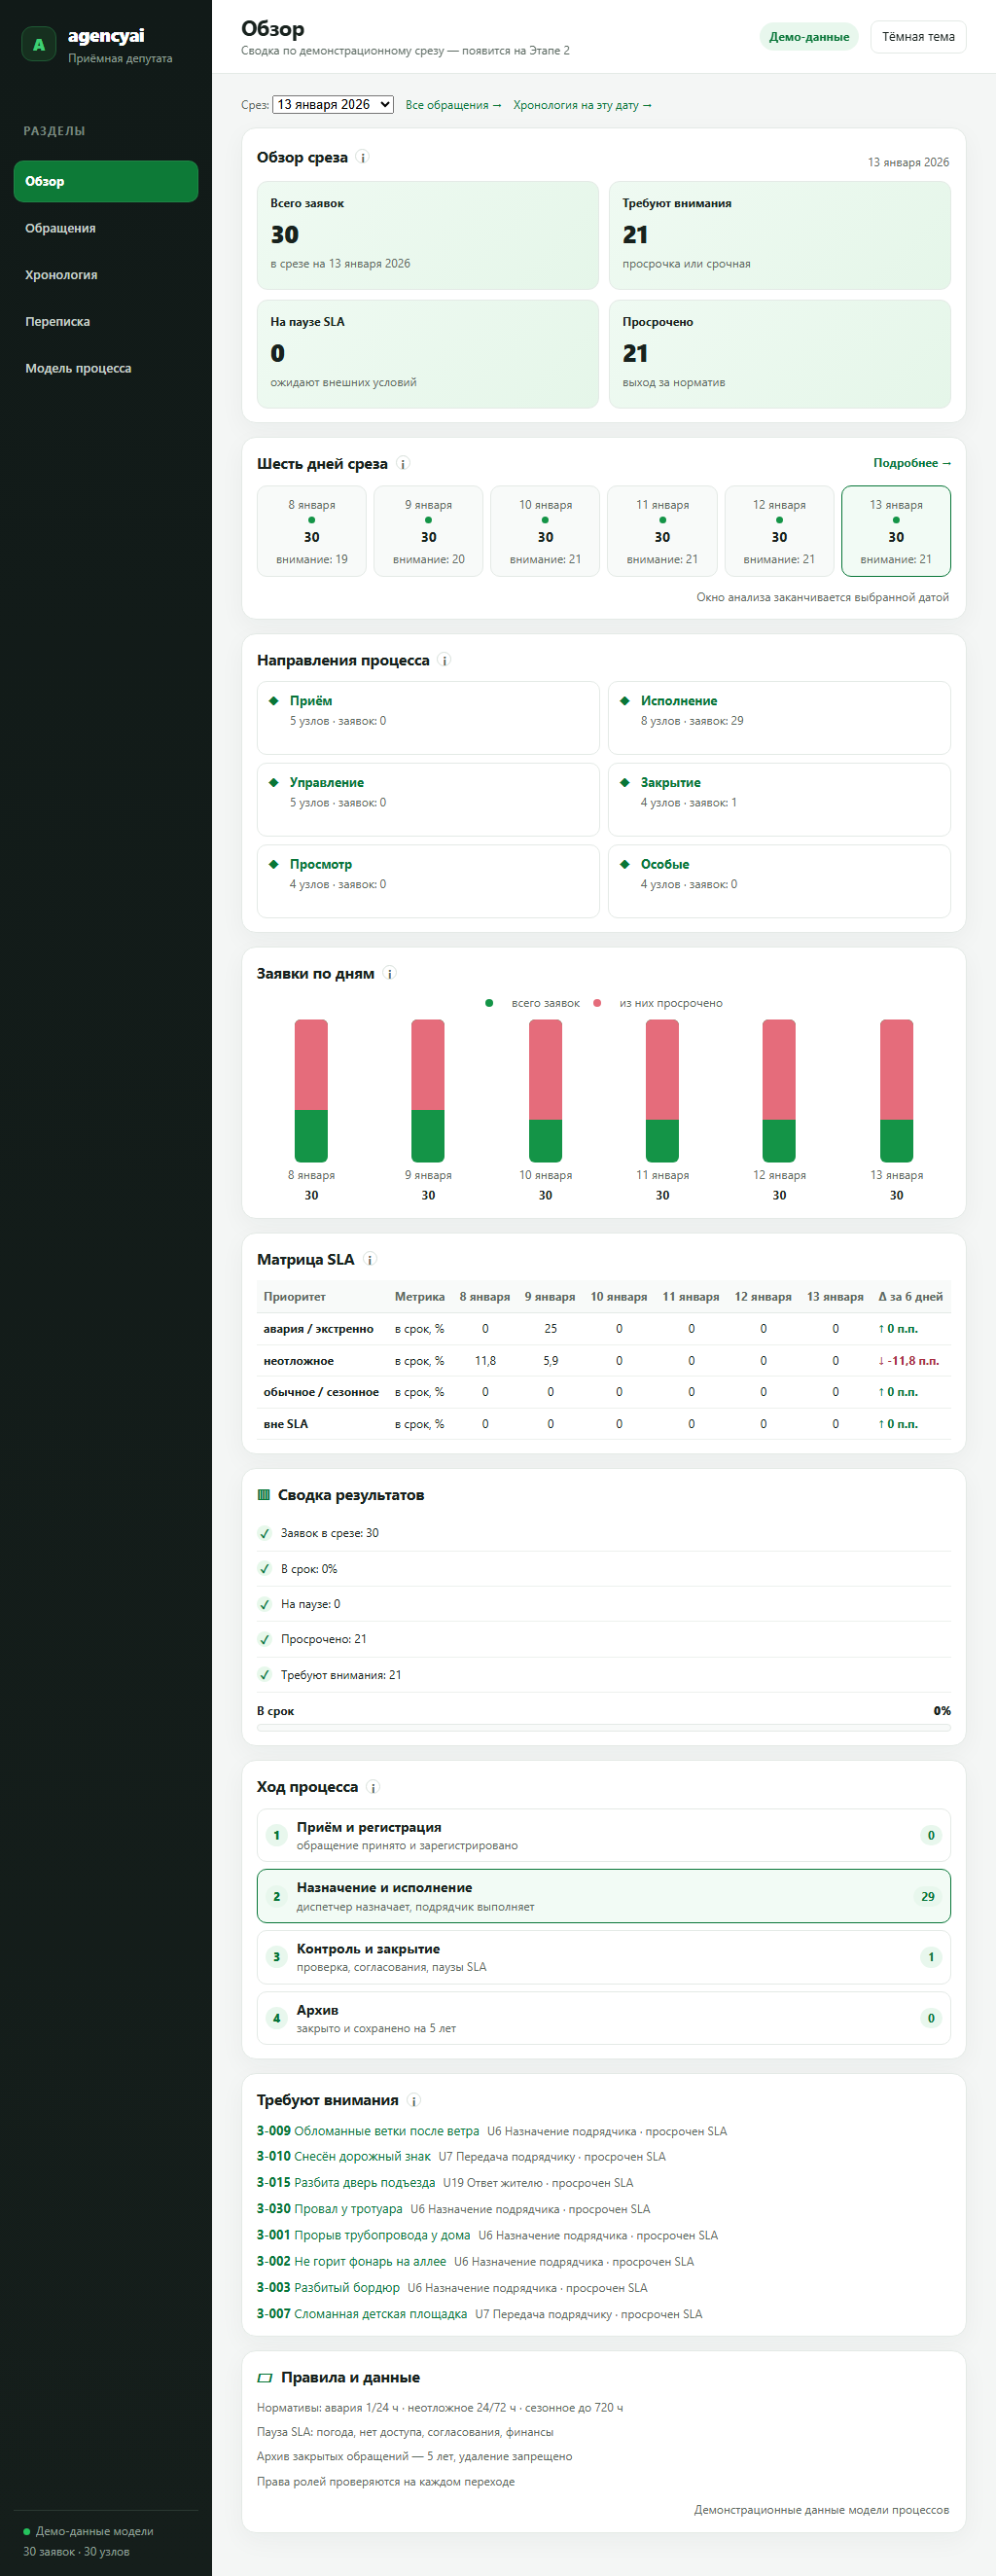 A
agencyai
Приёмная депутата
РАЗДЕЛЫ
Обзор
Обращения
Хронология
Переписка
Модель процесса
Демо-данные модели
30 заявок · 30 узлов
Обзор
Сводка по демонстрационному срезу — появится на Этапе 2
Демо-данные
Тёмная тема
Срез: 13 января 2026 Все обращения → Хронология на эту дату →
Обзор среза i
13 января 2026
Всего заявок
30
в срезе на 13 января 2026
Требуют внимания
21
просрочка или срочная
На паузе SLA
0
ожидают внешних условий
Просрочено
21
выход за норматив
Шесть дней среза i
Подробнее →
8 января
30
внимание: 19
9 января
30
внимание: 20
10 января
30
внимание: 21
11 января
30
внимание: 21
12 января
30
внимание: 21
13 января
30
внимание: 21
Окно анализа заканчивается выбранной датой
Направления процесса i
Приём
5 узлов · заявок: 0
Исполнение
8 узлов · заявок: 29
Управление
5 узлов · заявок: 0
Закрытие
4 узлов · заявок: 1
Просмотр
4 узлов · заявок: 0
Особые
4 узлов · заявок: 0
Заявки по дням i
всего заявок из них просрочено
8 января 9 января 10 января 11 января 12 января 13 января
30 30 30 30 30 30
Матрица SLA i
Приоритет Метрика 8 января 9 января 10 января 11 января 12 января 13 января Δ за 6 дней
авария / экстренно в срок, % 0 25 0 0 0 0 ↑ 0 п.п.
неотложное в срок, % 11,8 5,9 0 0 0 0 ↓ -11,8 п.п.
обычное / сезонное в срок, % 0 0 0 0 0 0 ↑ 0 п.п.
вне SLA в срок, % 0 0 0 0 0 0 ↑ 0 п.п.
Сводка результатов
✓ Заявок в срезе: 30
✓ В срок: 0%
✓ На паузе: 0
✓ Просрочено: 21
✓ Требуют внимания: 21
В срок 0%
Ход процесса i
1 Приём и регистрация 0
обращение принято и зарегистрировано
2 Назначение и исполнение 29
диспетчер назначает, подрядчик выполняет
3 Контроль и закрытие 1
проверка, согласования, паузы SLA
4 Архив 0
закрыто и сохранено на 5 лет
Требуют внимания i
З-009 Обломанные ветки после ветра U6 Назначение подрядчика · просрочен SLA
З-010 Снесён дорожный знак U7 Передача подрядчику · просрочен SLA
З-015 Разбита дверь подъезда U19 Ответ жителю · просрочен SLA
З-030 Провал у тротуара U6 Назначение подрядчика · просрочен SLA
З-001 Прорыв трубопровода у дома U6 Назначение подрядчика · просрочен SLA
З-002 Не горит фонарь на аллее U6 Назначение подрядчика · просрочен SLA
З-003 Разбитый бордюр U6 Назначение подрядчика · просрочен SLA
З-007 Сломанная детская площадка U7 Передача подрядчику · просрочен SLA
Правила и данные
Нормативы: авария 1/24 ч · неотложное 24/72 ч · сезонное до 720 ч
Пауза SLA: погода, нет доступа, согласования, финансы
Архив закрытых обращений — 5 лет, удаление запрещено
Права ролей проверяются на каждом переходе
Демонстрационные данные модели процессов